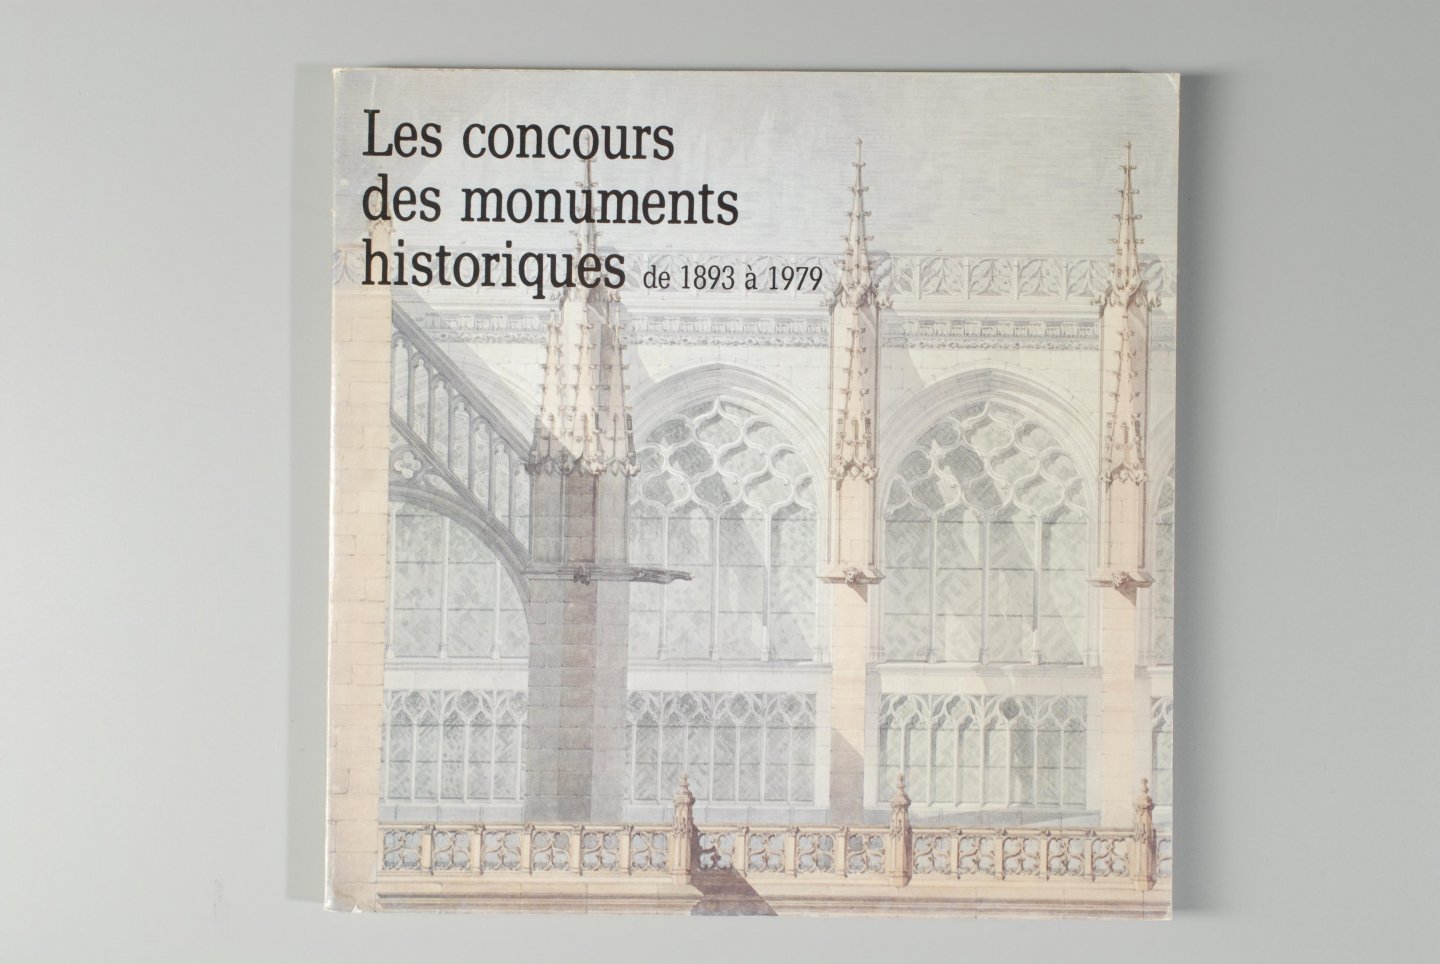 Les concours
des monuments
historiques de 1893 à 1979